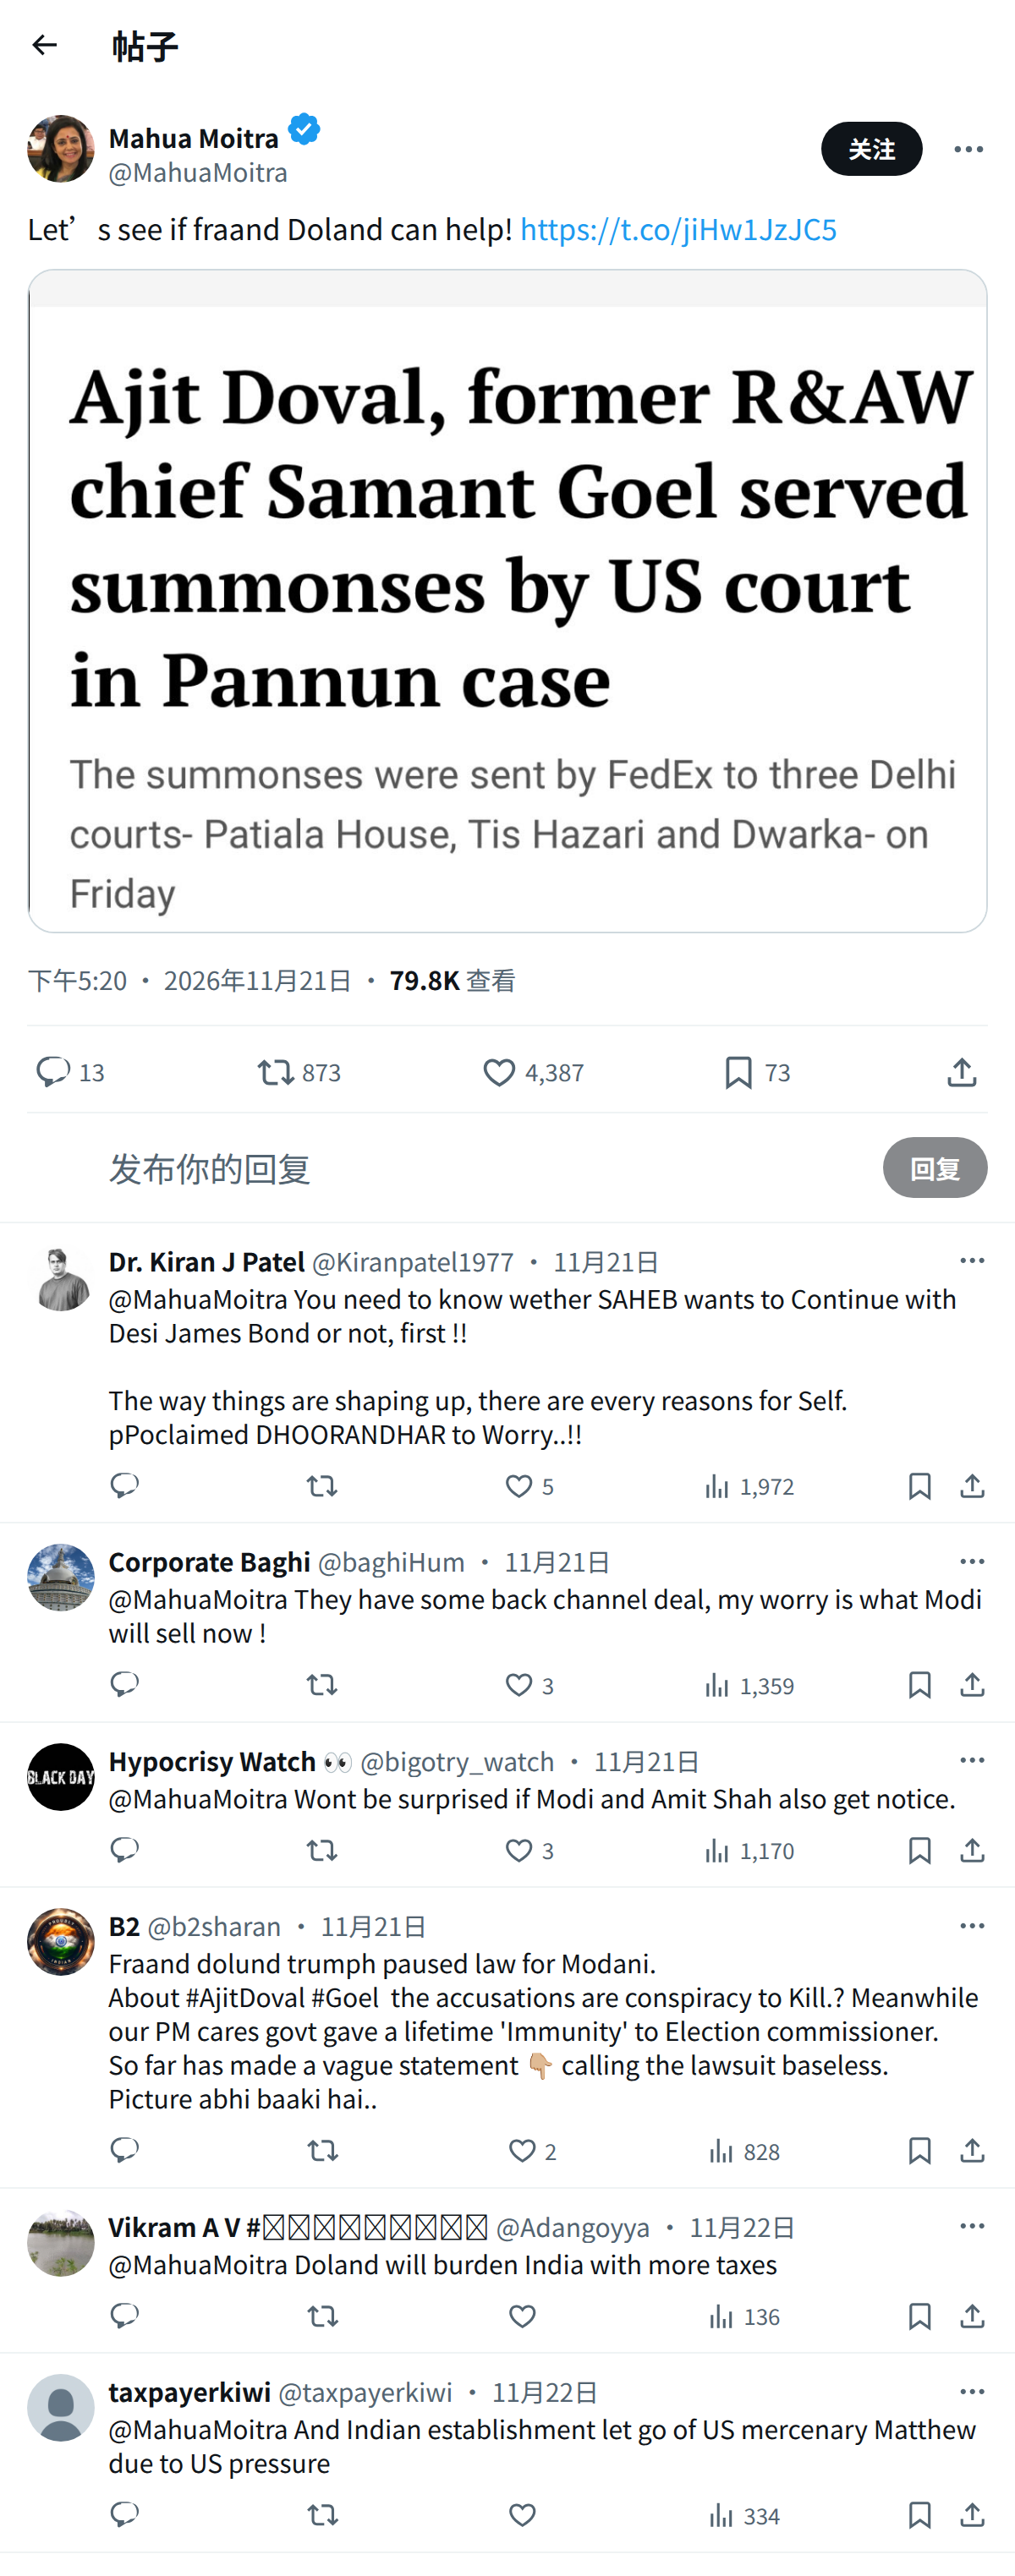 帖子
Mahua Moitra
@MahuaMoitra
关注
Let’s see if fraand Doland can help! https://t.co/jiHw1JzJC5
Ajit Doval, former R&AW
chief Samant Goel served
summonses by US court
in Pannun case
The summonses were sent by FedEx to three Delhi
courts- Patiala House, Tis Hazari and Dwarka- on
Friday
下午5:20 · 2026年11月21日 · 79.8K 查看
13 873 4,387 73
发布你的回复
回复
Dr. Kiran J Patel @Kiranpatel1977 · 11月21日
@MahuaMoitra You need to know wether SAHEB wants to Continue with
Desi James Bond or not, first !!
The way things are shaping up, there are every reasons for Self.
pPoclaimed DHOORANDHAR to Worry..!!
5 1,972
Corporate Baghi @baghiHum · 11月21日
@MahuaMoitra They have some back channel deal, my worry is what Modi
will sell now !
3 1,359
BLACK DAY
Hypocrisy Watch 👀 @bigotry_watch · 11月21日
@MahuaMoitra Wont be surprised if Modi and Amit Shah also get notice.
3 1,170
B2 @b2sharan · 11月21日
Fraand dolund trumph paused law for Modani.
About #AjitDoval #Goel the accusations are conspiracy to Kill.? Meanwhile
our PM cares govt gave a lifetime 'Immunity' to Election commissioner.
So far has made a vague statement 👇🏼 calling the lawsuit baseless.
Picture abhi baaki hai..
2 828
Vikram A V # @Adangoyya · 11月22日
@MahuaMoitra Doland will burden India with more taxes
136
taxpayerkiwi @taxpayerkiwi · 11月22日
@MahuaMoitra And Indian establishment let go of US mercenary Matthew
due to US pressure
334